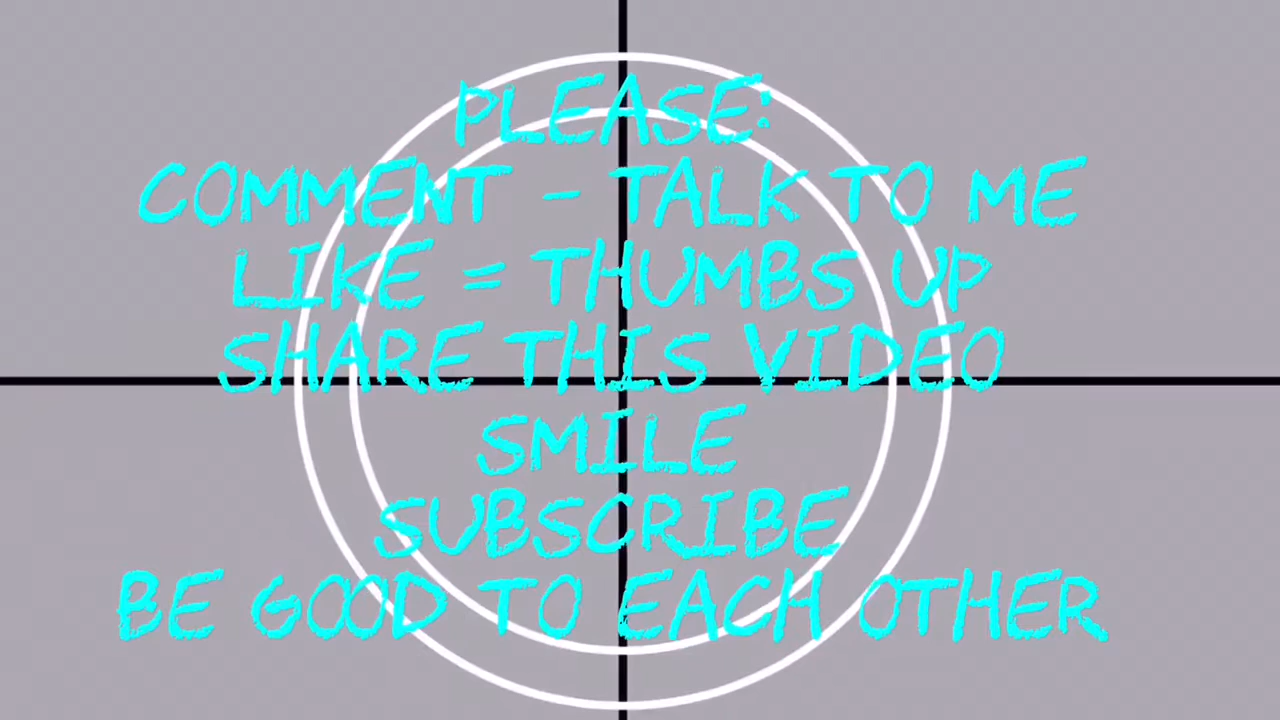 PLEASE:
COMMENT - TALK TO ME
LIKE = THUMBS UP
SHARE THIS VIDEO
SMILE
SUBSCRIBE
BE GOOD TO EACH OTHER